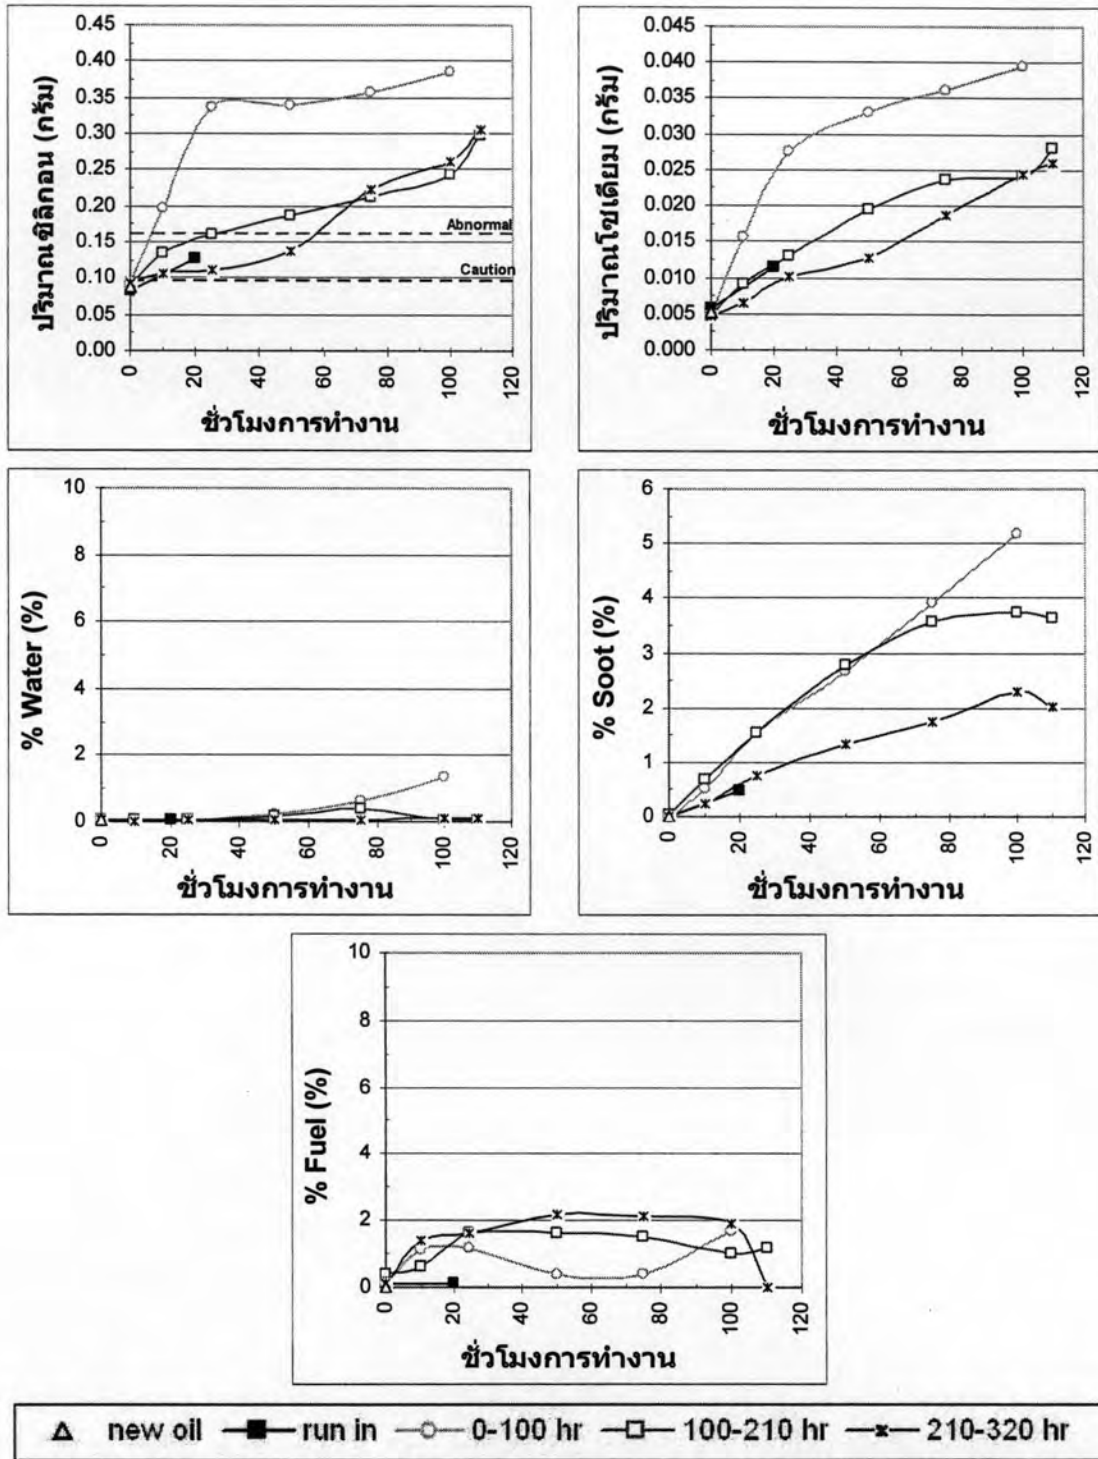 0.45
0.40
0.35
0.30
0.25
0.20
0.15
0.10
0.05
0.00
ปริมาณซิลิกอน (กรัม)
Abnormal
Caution
0 20 40 60 80 100 120
ชั่วโมงการทำงาน
0.045
0.040
0.035
0.030
0.025
0.020
0.015
0.010
0.005
0.000
ปริมาณโซเดียม (กรัม)
0 20 40 60 80 100 120
ชั่วโมงการทำงาน
10
8
6
4
2
0
% Water (%)
0 20 40 60 80 100 120
ชั่วโมงการทำงาน
6
5
4
3
2
1
0
% Soot (%)
0 20 40 60 80 100 120
ชั่วโมงการทำงาน
10
8
6
4
2
0
% Fuel (%)
0 20 40 60 80 100 120
ชั่วโมงการทำงาน
new oil run in 0-100 hr 100-210 hr 210-320 hr